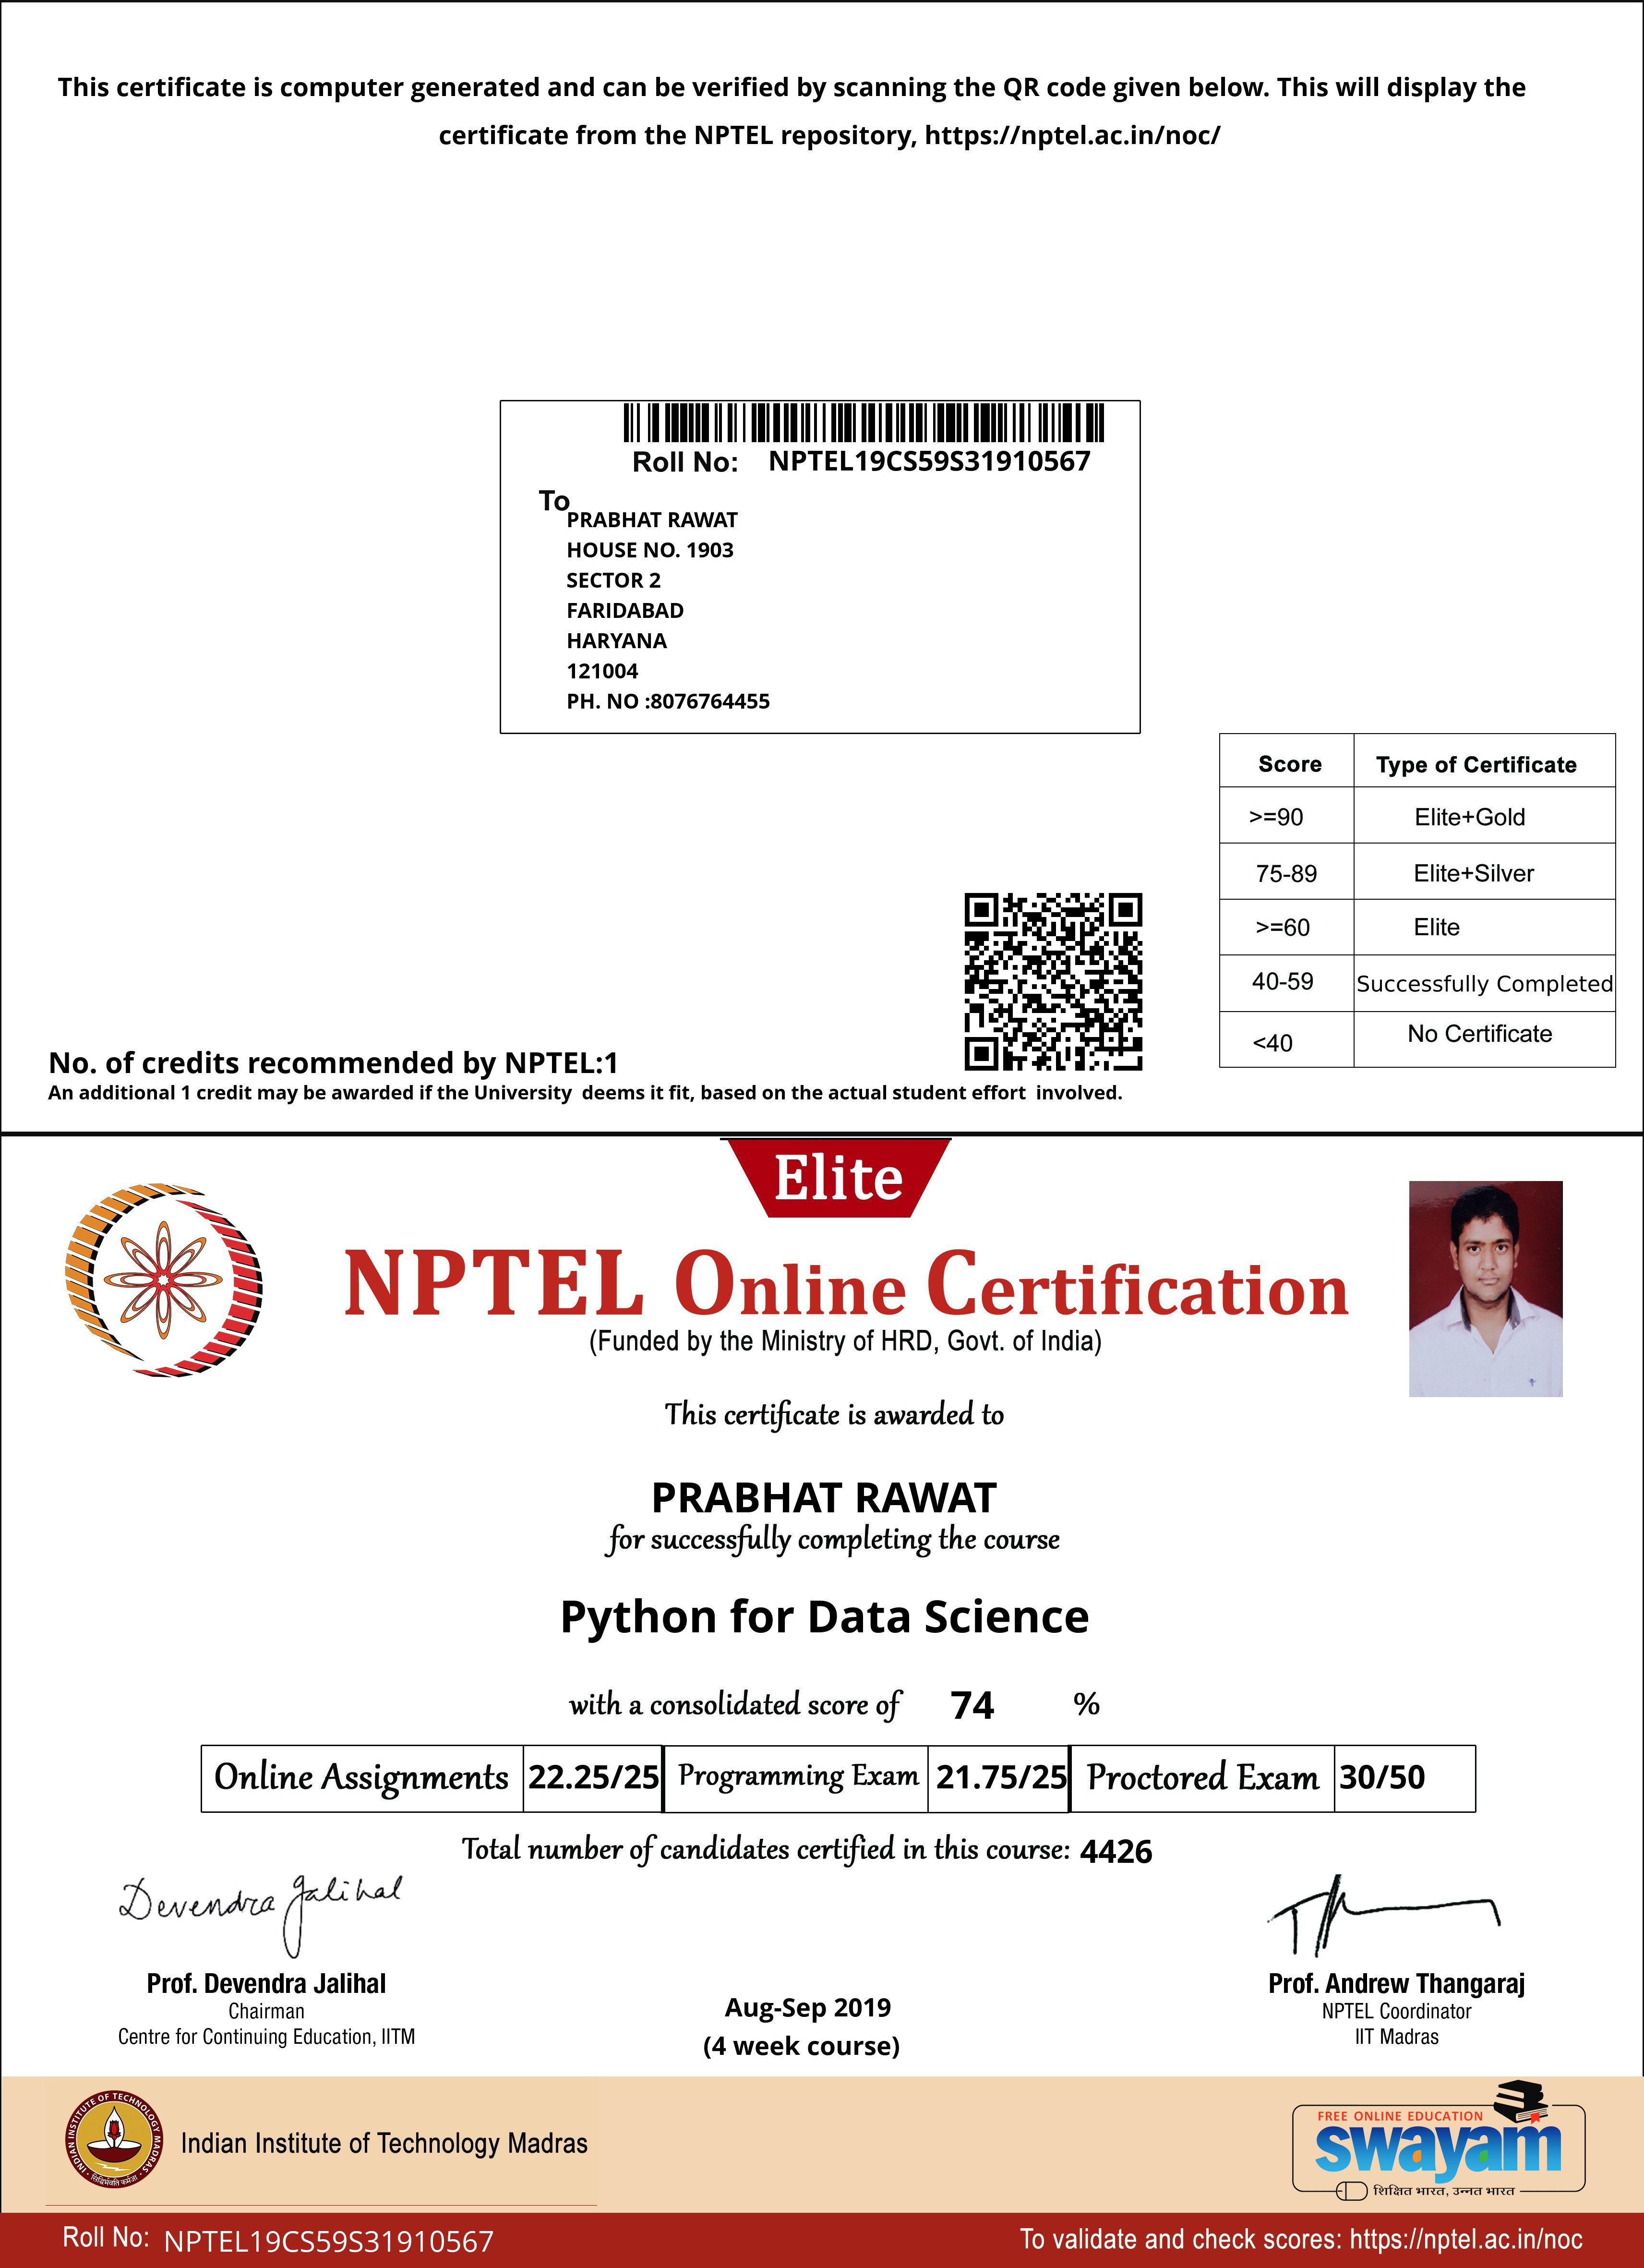 This certificate is computer generated and can be verified by scanning the QR code given below. This will display the
certificate from the NPTEL repository, https://nptel.ac.in/noc/
Roll No: NPTEL19CS59S31910567
To
PRABHAT RAWAT
HOUSE NO. 1903
SECTOR 2
FARIDABAD
HARYANA
121004
PH. NO :8076764455
Score Type of Certificate
>=90 Elite+Gold
75-89 Elite+Silver
>=60 Elite
40-59 Successfully Completed
<40 No Certificate
No. of credits recommended by NPTEL:1
An additional 1 credit may be awarded if the University deems it fit, based on the actual student effort involved.
Elite
NPTEL Online Certification
(Funded by the Ministry of HRD, Govt. of India)
This certificate is awarded to
PRABHAT RAWAT
for successfully completing the course
Python for Data Science
with a consolidated score of 74 %
Online Assignments 22.25/25 Programming Exam 21.75/25 Proctored Exam 30/50
Total number of candidates certified in this course: 4426
Devendra Jalihal
Prof. Devendra Jalihal
Chairman
Centre for Continuing Education, IITM
Aug-Sep 2019
(4 week course)
Prof. Andrew Thangaraj
NPTEL Coordinator
IIT Madras
INDIAN INSTITUTE OF TECHNOLOGY MADRAS
सिद्धिर्भवति कर्मजा
Indian Institute of Technology Madras
FREE ONLINE EDUCATION
swayam
शिक्षित भारत, उन्नत भारत
Roll No: NPTEL19CS59S31910567
To validate and check scores: https://nptel.ac.in/noc